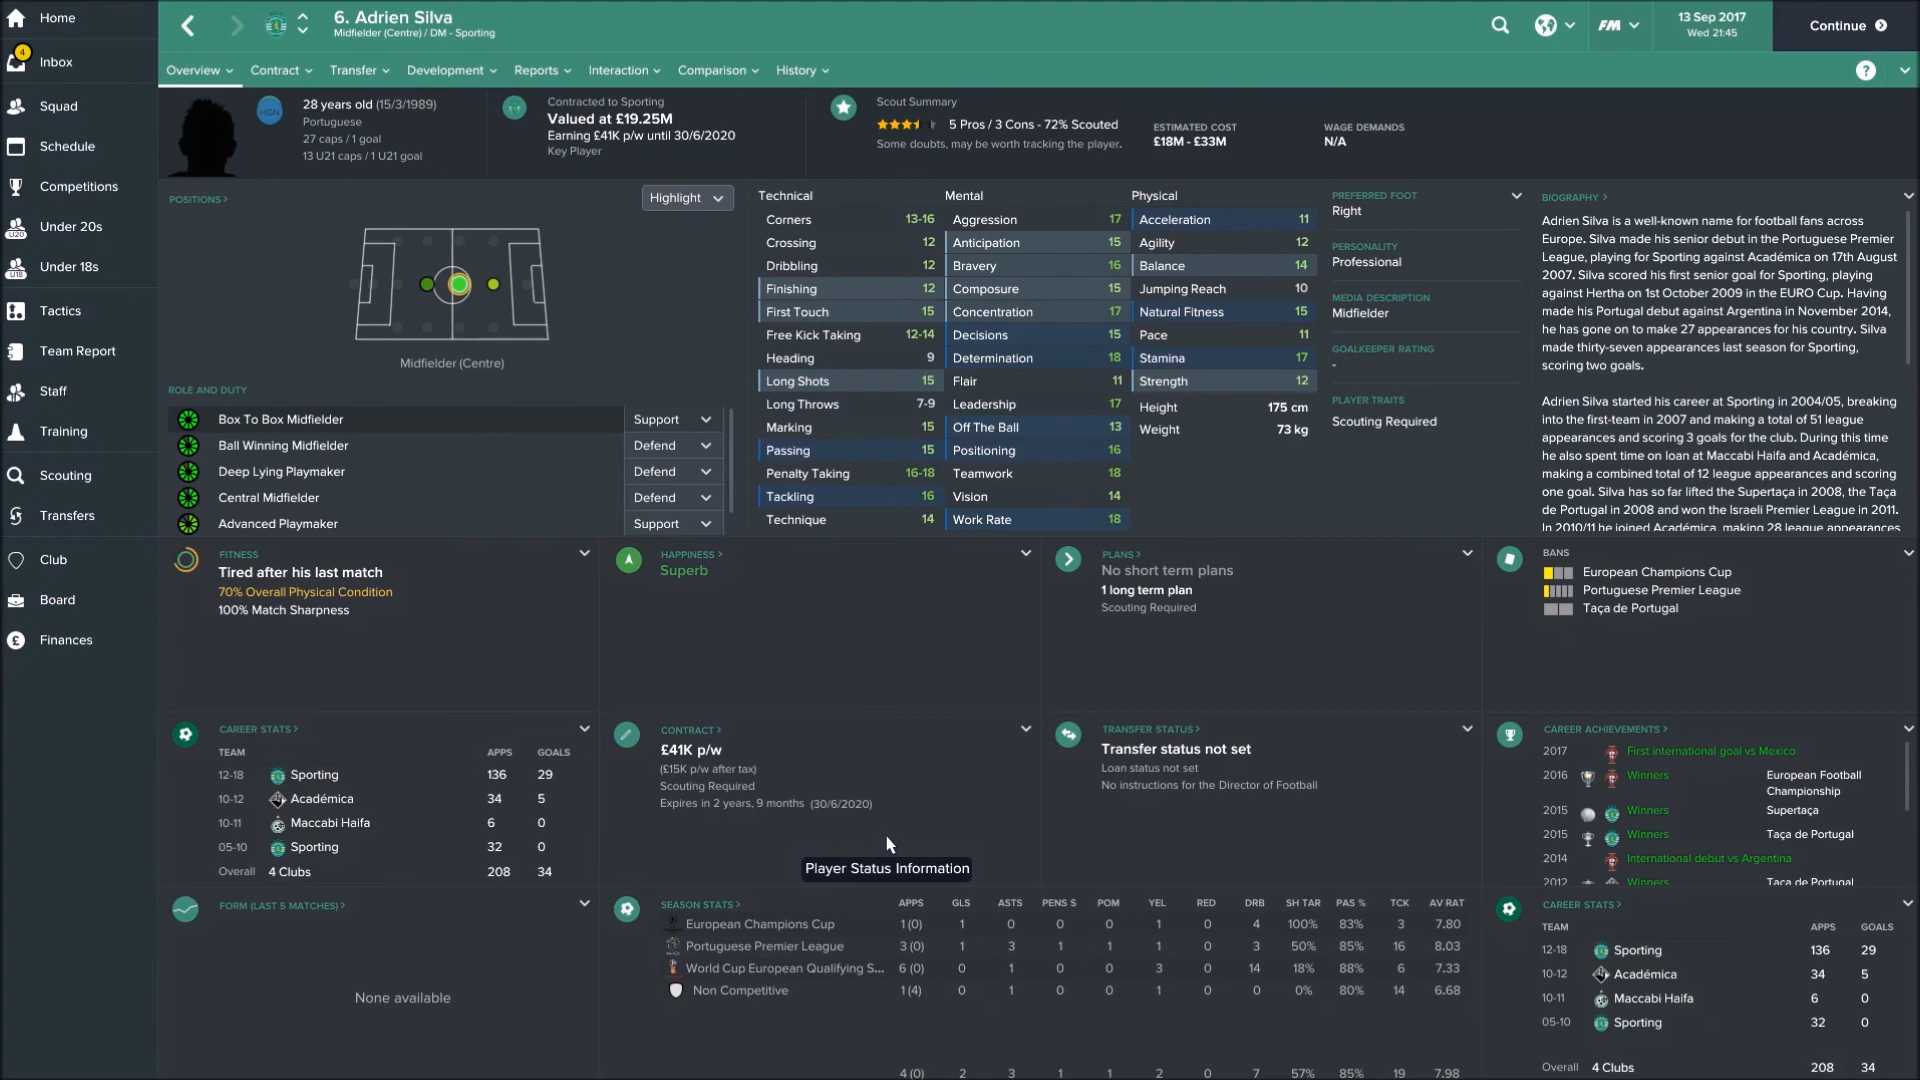 Home
4
Inbox
Squad
Schedule
Competitions
U20
Under 20s
U18
Under 18s
Tactics
Team Report
Staff
Training
Scouting
Transfers
Club
Board
Finances
6. Adrien Silva
Midfielder (Centre) / DM - Sporting
FM
13 Sep 2017
Wed 21:45
Continue
Overview Contract Transfer Development Reports Interaction Comparison History
?
HGN
28 years old (15/3/1989)
Portuguese
27 caps / 1 goal
13 U21 caps / 1 U21 goal
Contracted to Sporting
Valued at £19.25M
Earning £41K p/w until 30/6/2020
Key Player
Scout Summary
5 Pros / 3 Cons - 72% Scouted
Some doubts, may be worth tracking the player.
ESTIMATED COST
£18M - £33M
WAGE DEMANDS
N/A
POSITIONS >
Highlight
Midfielder (Centre)
ROLE AND DUTY
Box To Box Midfielder Support
Ball Winning Midfielder Defend
Deep Lying Playmaker Defend
Central Midfielder Defend
Advanced Playmaker Support
Technical
Corners 13-16
Crossing 12
Dribbling 12
Finishing 12
First Touch 15
Free Kick Taking 12-14
Heading 9
Long Shots 15
Long Throws 7-9
Marking 15
Passing 15
Penalty Taking 16-18
Tackling 16
Technique 14
Mental
Aggression 17
Anticipation 15
Bravery 16
Composure 15
Concentration 17
Decisions 15
Determination 18
Flair 11
Leadership 17
Off The Ball 13
Positioning 16
Teamwork 18
Vision 14
Work Rate 18
Physical
Acceleration 11
Agility 12
Balance 14
Jumping Reach 10
Natural Fitness 15
Pace 11
Stamina 17
Strength 12
Height 175 cm
Weight 73 kg
PREFERRED FOOT
Right
PERSONALITY
Professional
MEDIA DESCRIPTION
Midfielder
GOALKEEPER RATING
-
PLAYER TRAITS
Scouting Required
BIOGRAPHY >
Adrien Silva is a well-known name for football fans across
Europe. Silva made his senior debut in the Portuguese Premier
League, playing for Sporting against Académica on 17th August
2007. Silva scored his first senior goal for Sporting, playing
against Hertha on 1st October 2009 in the EURO Cup. Having
made his Portugal debut against Argentina in November 2014,
he has gone on to make 27 appearances for his country. Silva
made thirty-seven appearances last season for Sporting,
scoring two goals.
Adrien Silva started his career at Sporting in 2004/05, breaking
into the first-team in 2007 and making a total of 51 league
appearances and scoring 3 goals for the club. During this time
he also spent time on loan at Maccabi Haifa and Académica,
making a combined total of 12 league appearances and scoring
one goal. Silva has so far lifted the Supertaça in 2008, the Taça
de Portugal in 2008 and won the Israeli Premier League in 2011.
In 2010/11 he joined Académica, making 28 league appearances
FITNESS
Tired after his last match
70% Overall Physical Condition
100% Match Sharpness
HAPPINESS >
Superb
PLANS >
No short term plans
1 long term plan
Scouting Required
BANS
European Champions Cup
Portuguese Premier League
Taça de Portugal
CAREER STATS >
TEAM APPS GOALS
12-18 Sporting 136 29
10-12 Académica 34 5
10-11 Maccabi Haifa 6 0
05-10 Sporting 32 0
Overall 4 Clubs 208 34
CONTRACT >
£41K p/w
(£15K p/w after tax)
Scouting Required
Expires in 2 years, 9 months (30/6/2020)
Player Status Information
TRANSFER STATUS >
Transfer status not set
Loan status not set
No instructions for the Director of Football
CAREER ACHIEVEMENTS >
2017 First international goal vs Mexico
2016 Winners European Football
Championship
2015 Winners Supertaça
2015 Winners Taça de Portugal
2014 International debut vs Argentina
2012 Winners Taça de Portugal
FORM (LAST 5 MATCHES) >
None available
SEASON STATS > APPS GLS ASTS PENS S POM YEL RED DRB SH TAR PAS % TCK AV RAT
European Champions Cup 1 (0) 1 0 0 0 1 0 4 100% 83% 3 7.80
Portuguese Premier League 3 (0) 1 3 1 1 1 0 3 50% 85% 16 8.03
World Cup European Qualifying S... 6 (0) 0 1 0 0 3 0 14 18% 88% 6 7.33
Non Competitive 1 (4) 0 1 0 0 1 0 0 0% 80% 14 6.68
4 (0) 2 3 1 1 2 0 7 57% 85% 19 7.98
CAREER STATS >
TEAM APPS GOALS
12-18 Sporting 136 29
10-12 Académica 34 5
10-11 Maccabi Haifa 6 0
05-10 Sporting 32 0
Overall 4 Clubs 208 34